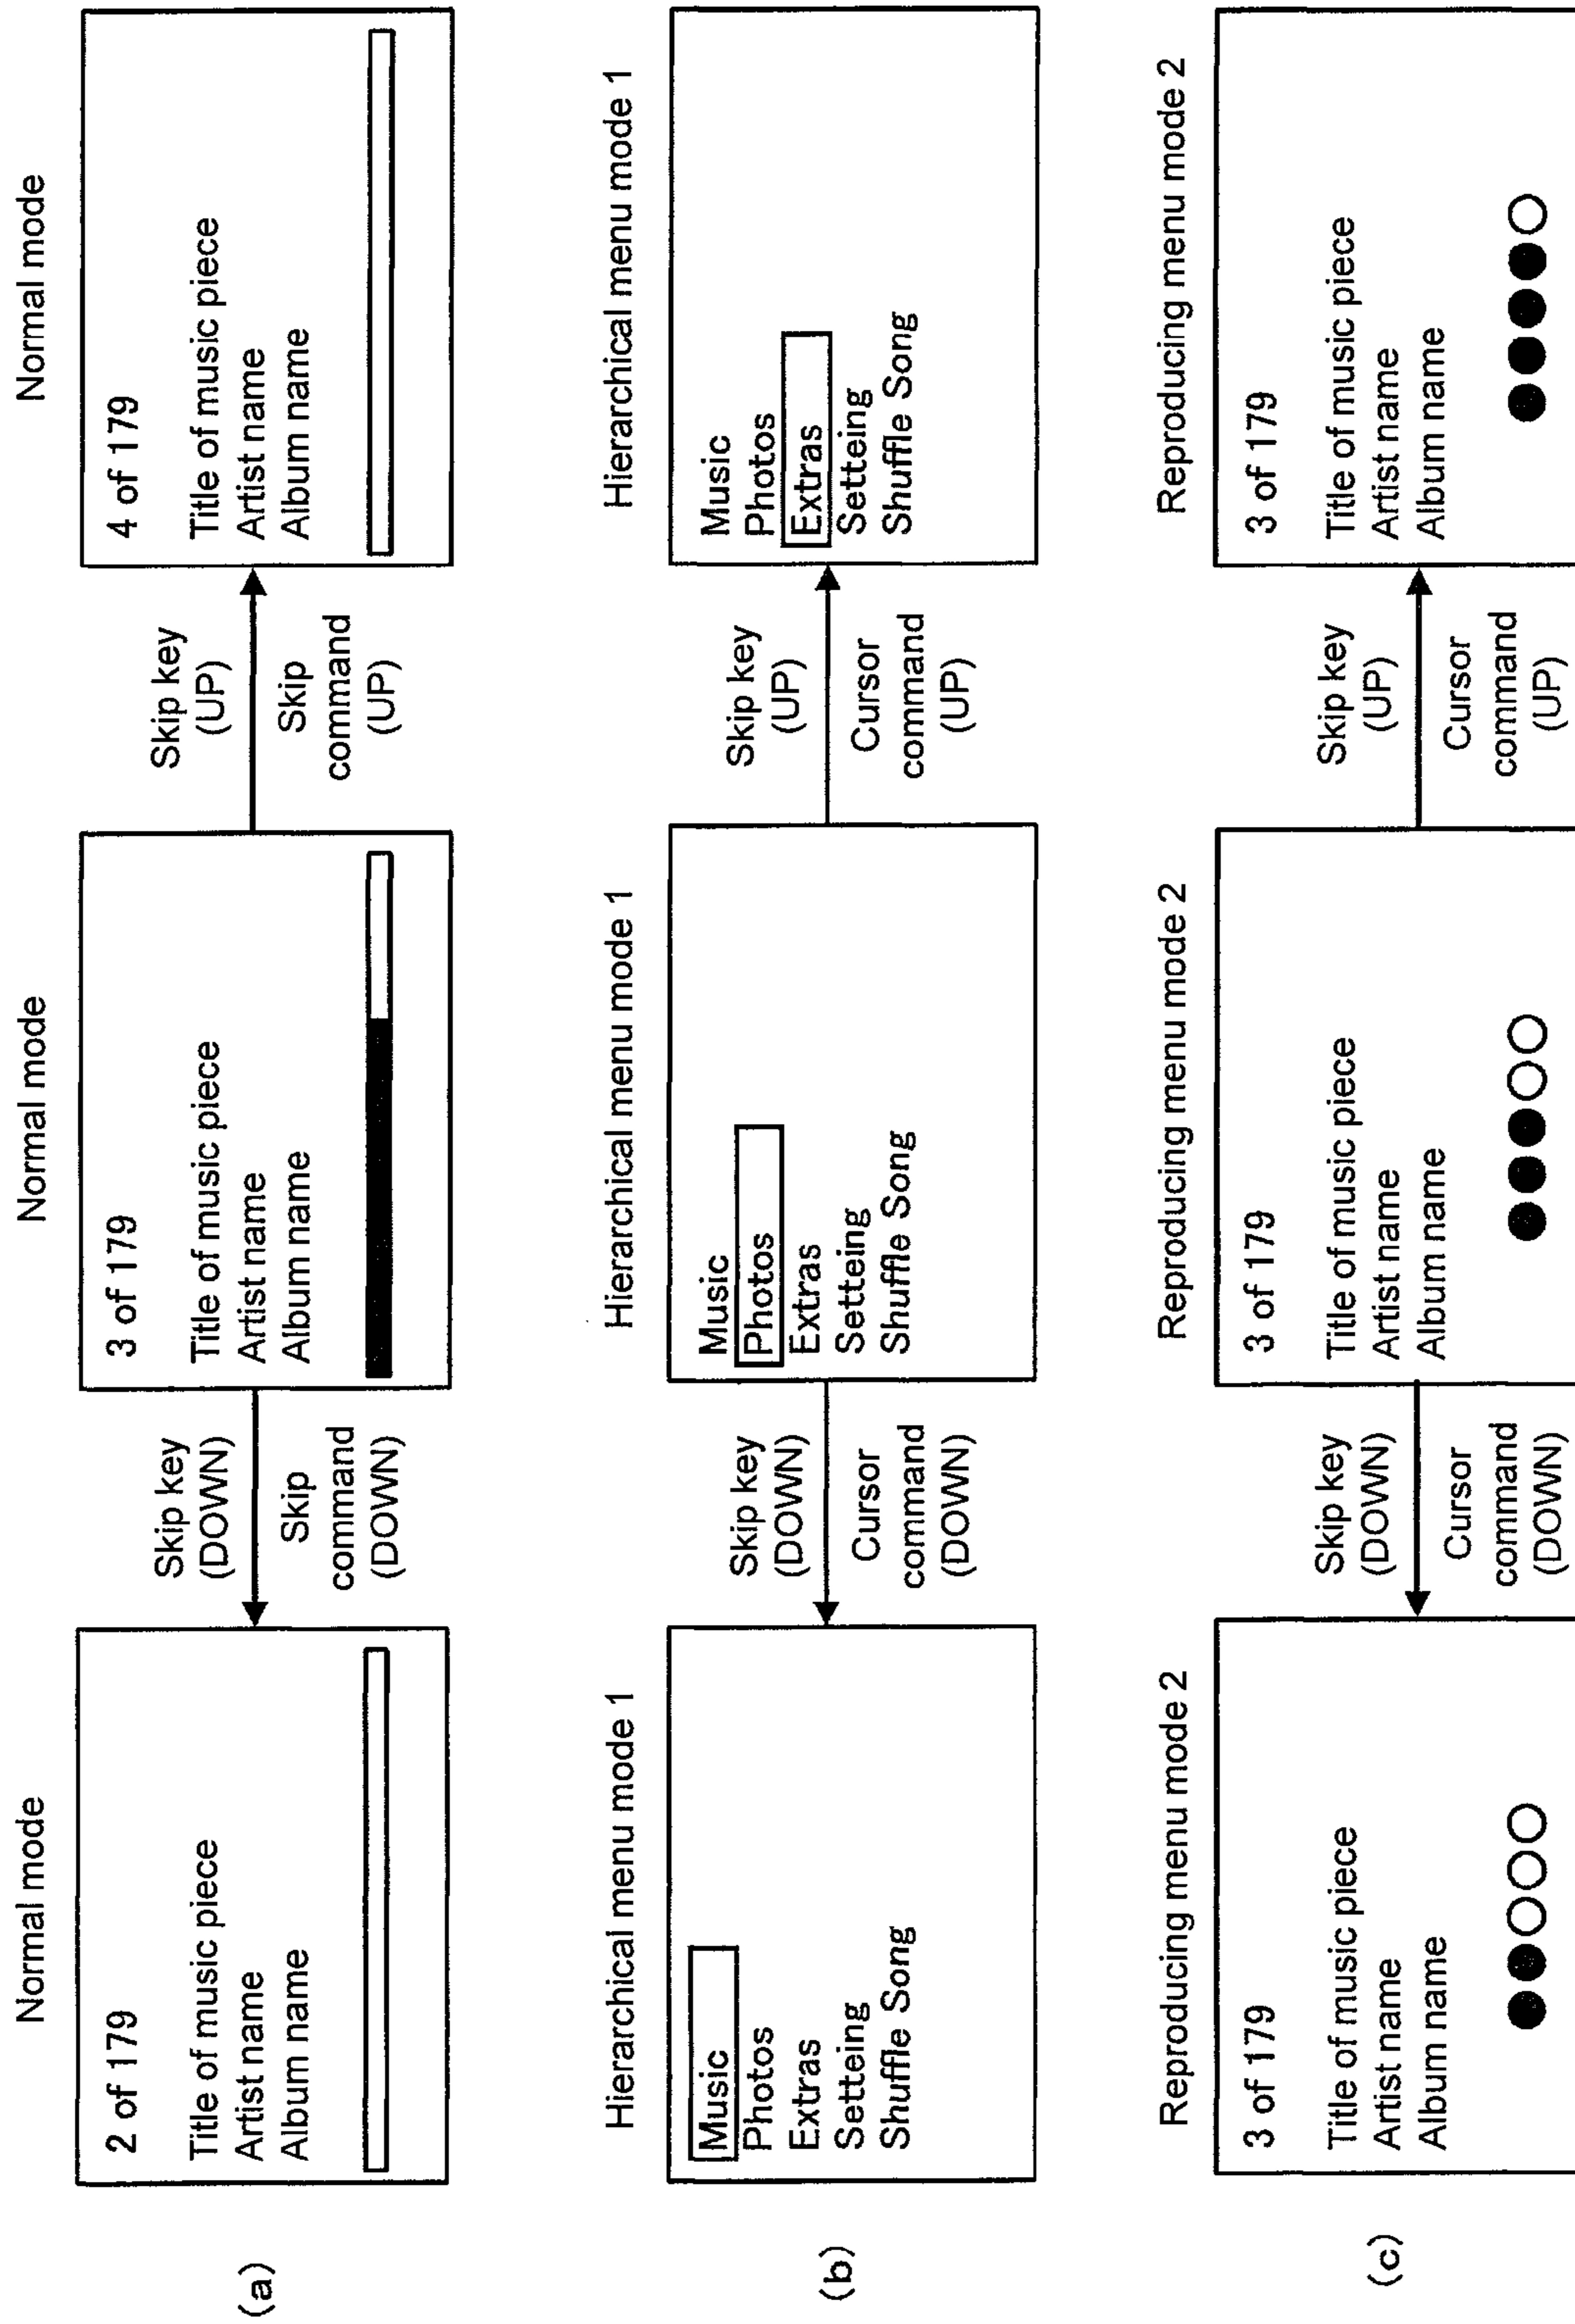 (a)
Normal mode
2 of 179
Title of music piece
Artist name
Album name
Skip key
(DOWN)
Skip
command
(DOWN)
Normal mode
3 of 179
Title of music piece
Artist name
Album name
Skip key
(UP)
Skip
command
(UP)
Normal mode
4 of 179
Title of music piece
Artist name
Album name
(b)
Hierarchical menu mode 1
Music
Photos
Extras
Setteing
Shuffle Song
Skip key
(DOWN)
Cursor
command
(DOWN)
Hierarchical menu mode 1
Music
Photos
Extras
Setteing
Shuffle Song
Skip key
(UP)
Cursor
command
(UP)
Hierarchical menu mode 1
Music
Photos
Extras
Setteing
Shuffle Song
(c)
Reproducing menu mode 2
3 of 179
Title of music piece
Artist name
Album name
Skip key
(DOWN)
Cursor
command
(DOWN)
Reproducing menu mode 2
3 of 179
Title of music piece
Artist name
Album name
Skip key
(UP)
Cursor
command
(UP)
Reproducing menu mode 2
3 of 179
Title of music piece
Artist name
Album name